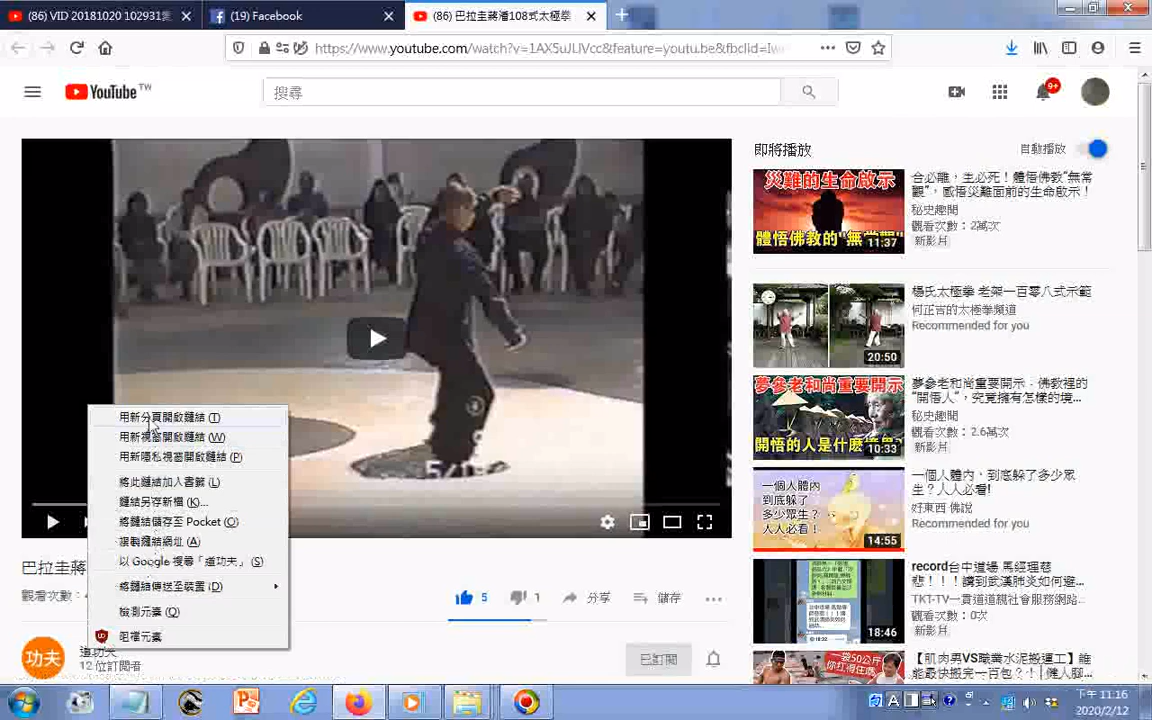 (86) VID 20181020 102931
(19) Facebook
(86) 巴拉圭蔣潘108式太極拳
https://www.youtube.com/watch?v=1AX5uJLlVcc&feature=youtu.be&fbclid=Iw
YouTube TW
搜尋
9+
即將播放
自動播放
災難的生命啟示
體悟佛教的"無常
11:37
合必離，生必死！體悟佛教"無常
觀"，感悟災難面前的生命啟示！
秘史趣聞
觀看次數：2萬次
新影片
20:50
楊氏太極拳 老架一百零八式示範
何正吉的太極拳頻道
Recommended for you
夢參老和尚重要開示
開悟的人是什麼境界
10:33
夢參老和尚重要開示，佛教裡的
"開悟人"，究竟擁有怎樣的境...
秘史趣聞
觀看次數：2.6萬次
新影片
一個人體內
到底躲了
多少眾生？
人人必看！
14:55
一個人體內，到底躲了多少眾
生？人人必看!
好東西 佛說
Recommended for you
18:46
record台中道場 馬經理慈
悲！！！講到武漢肺炎如何避...
TKT-TV一貫道道親社會服務網路...
觀看次數：0次
新影片
一袋50公斤
你扛得住嗎
【肌肉男VS職業水泥搬運工】誰
能最快搬完一百包？！| 健人腳...
用新分頁開啟鏈結 (T)
用新視窗開啟鏈結 (W)
用新隱私視窗開啟鏈結 (P)
將此鏈結加入書籤 (L)
鏈結另存新檔 (K)...
將鏈結儲存至 Pocket (O)
複製鏈結網址 (A)
以 Google 搜尋「道功夫」 (S)
將鏈結傳送至裝置 (D)
檢測元素 (Q)
阻擋元素
巴拉圭蔣
觀看次數：
5
1
分享
儲存
功夫
道功夫
12 位訂閱者
已訂閱
下午 11:16
2020/2/12